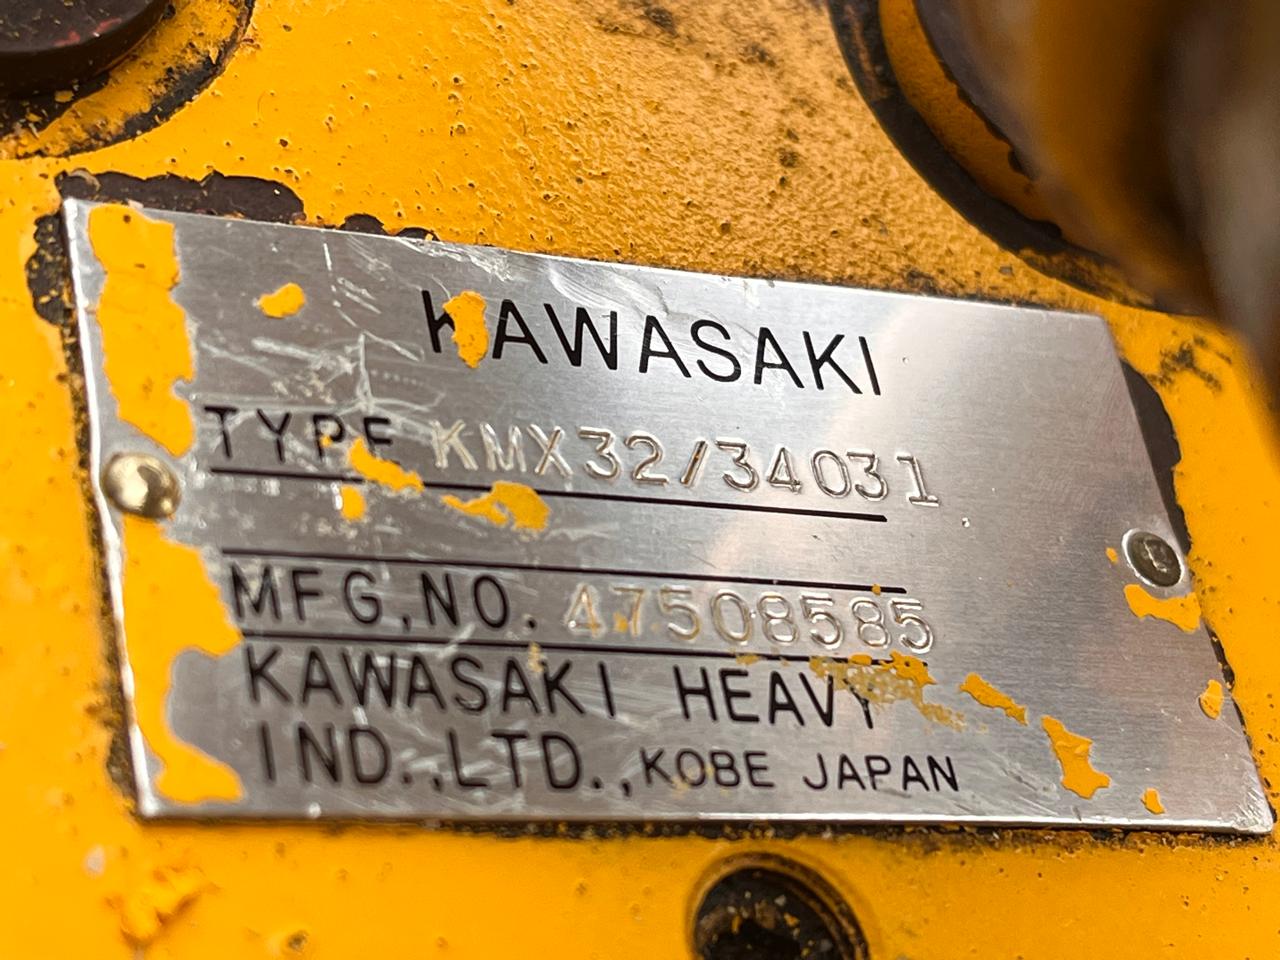 KAWASAKI
TYPE KMX32/34031
MFG.NO. 47508585
KAWASAKI HEAVY
IND.,LTD.,KOBE JAPAN